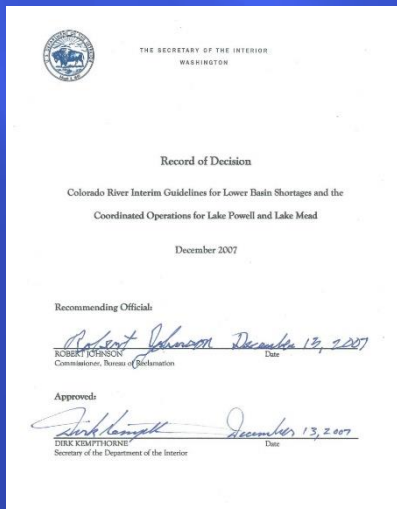 THE SECRETARY OF THE INTERIOR
WASHINGTON
Record of Decision
Colorado River Interim Guidelines for Lower Basin Shortages and the
Coordinated Operations for Lake Powell and Lake Mead
December 2007
Recommending Official:
Robert Johnson December 13, 2007
ROBERT JOHNSON Date
Commissioner, Bureau of Reclamation
Approved:
Dirk Kempthorne December 13, 2007
DIRK KEMPTHORNE Date
Secretary of the Department of the Interior